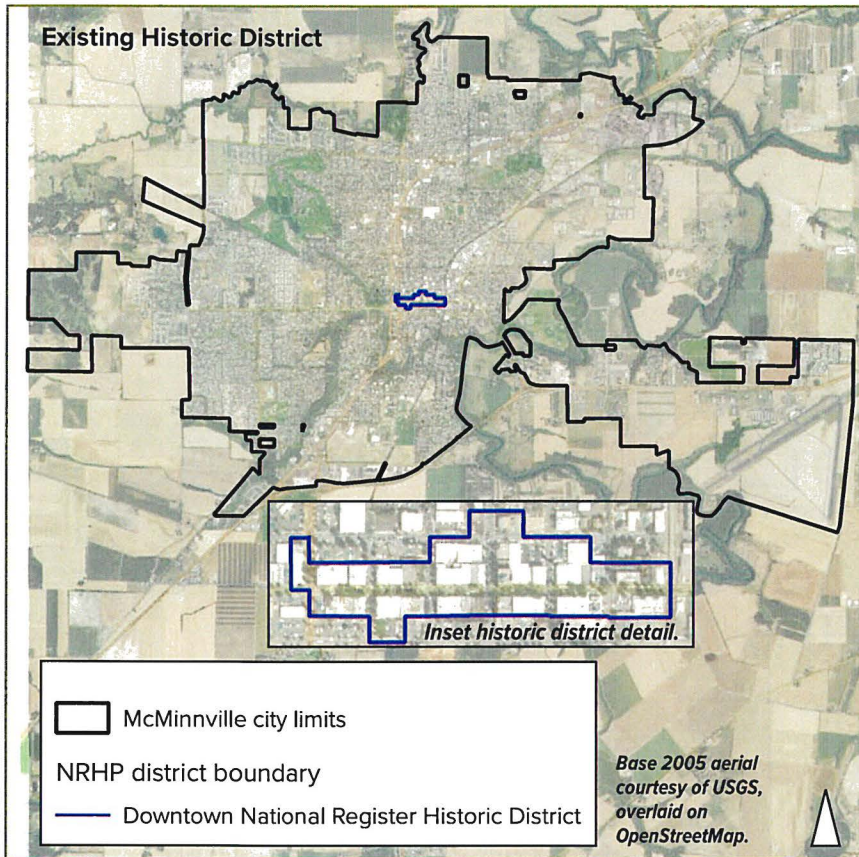 Existing Historic District
Inset historic district detail.
McMinnville city limits
NRHP district boundary
Downtown National Register Historic District
Base 2005 aerial
courtesy of USGS,
overlaid on
OpenStreetMap.